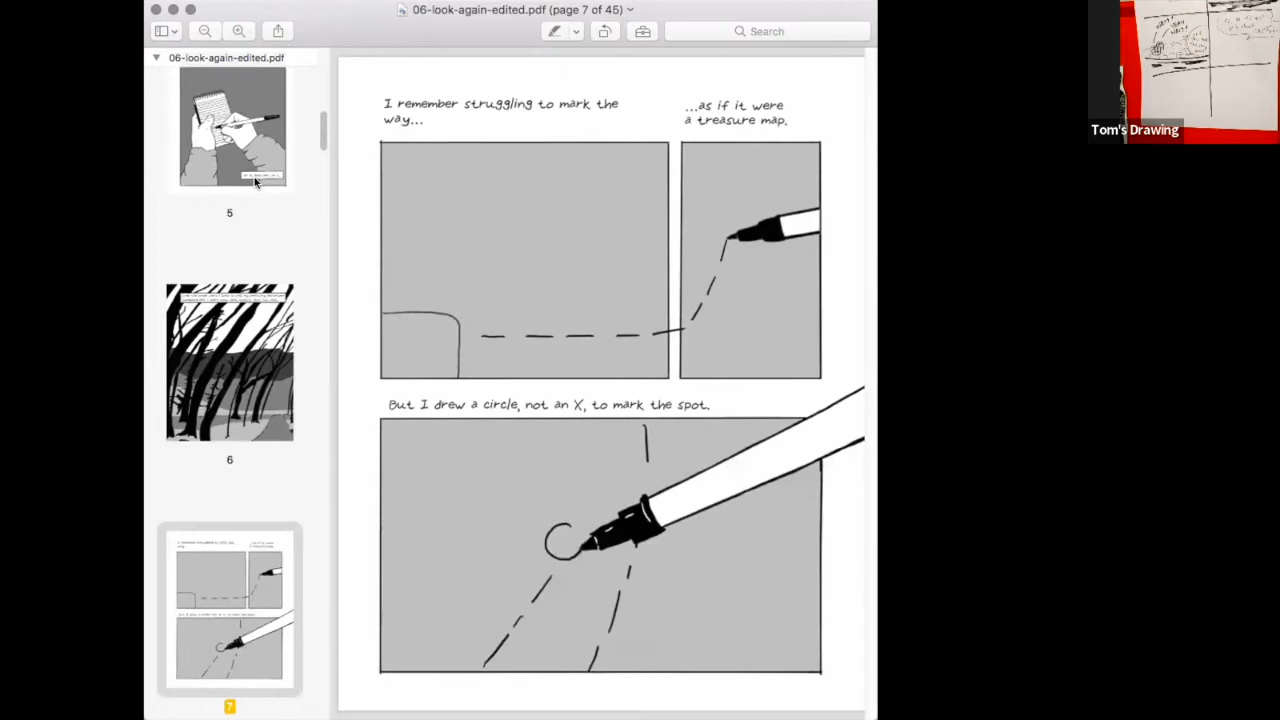 06-look-again-edited.pdf (page 7 of 45)
Search
06-look-again-edited.pdf
5
6
7
I remember struggling to mark the
way...
...as if it were
a treasure map.
But I drew a circle, not an X, to mark the spot.
Tom's Drawing